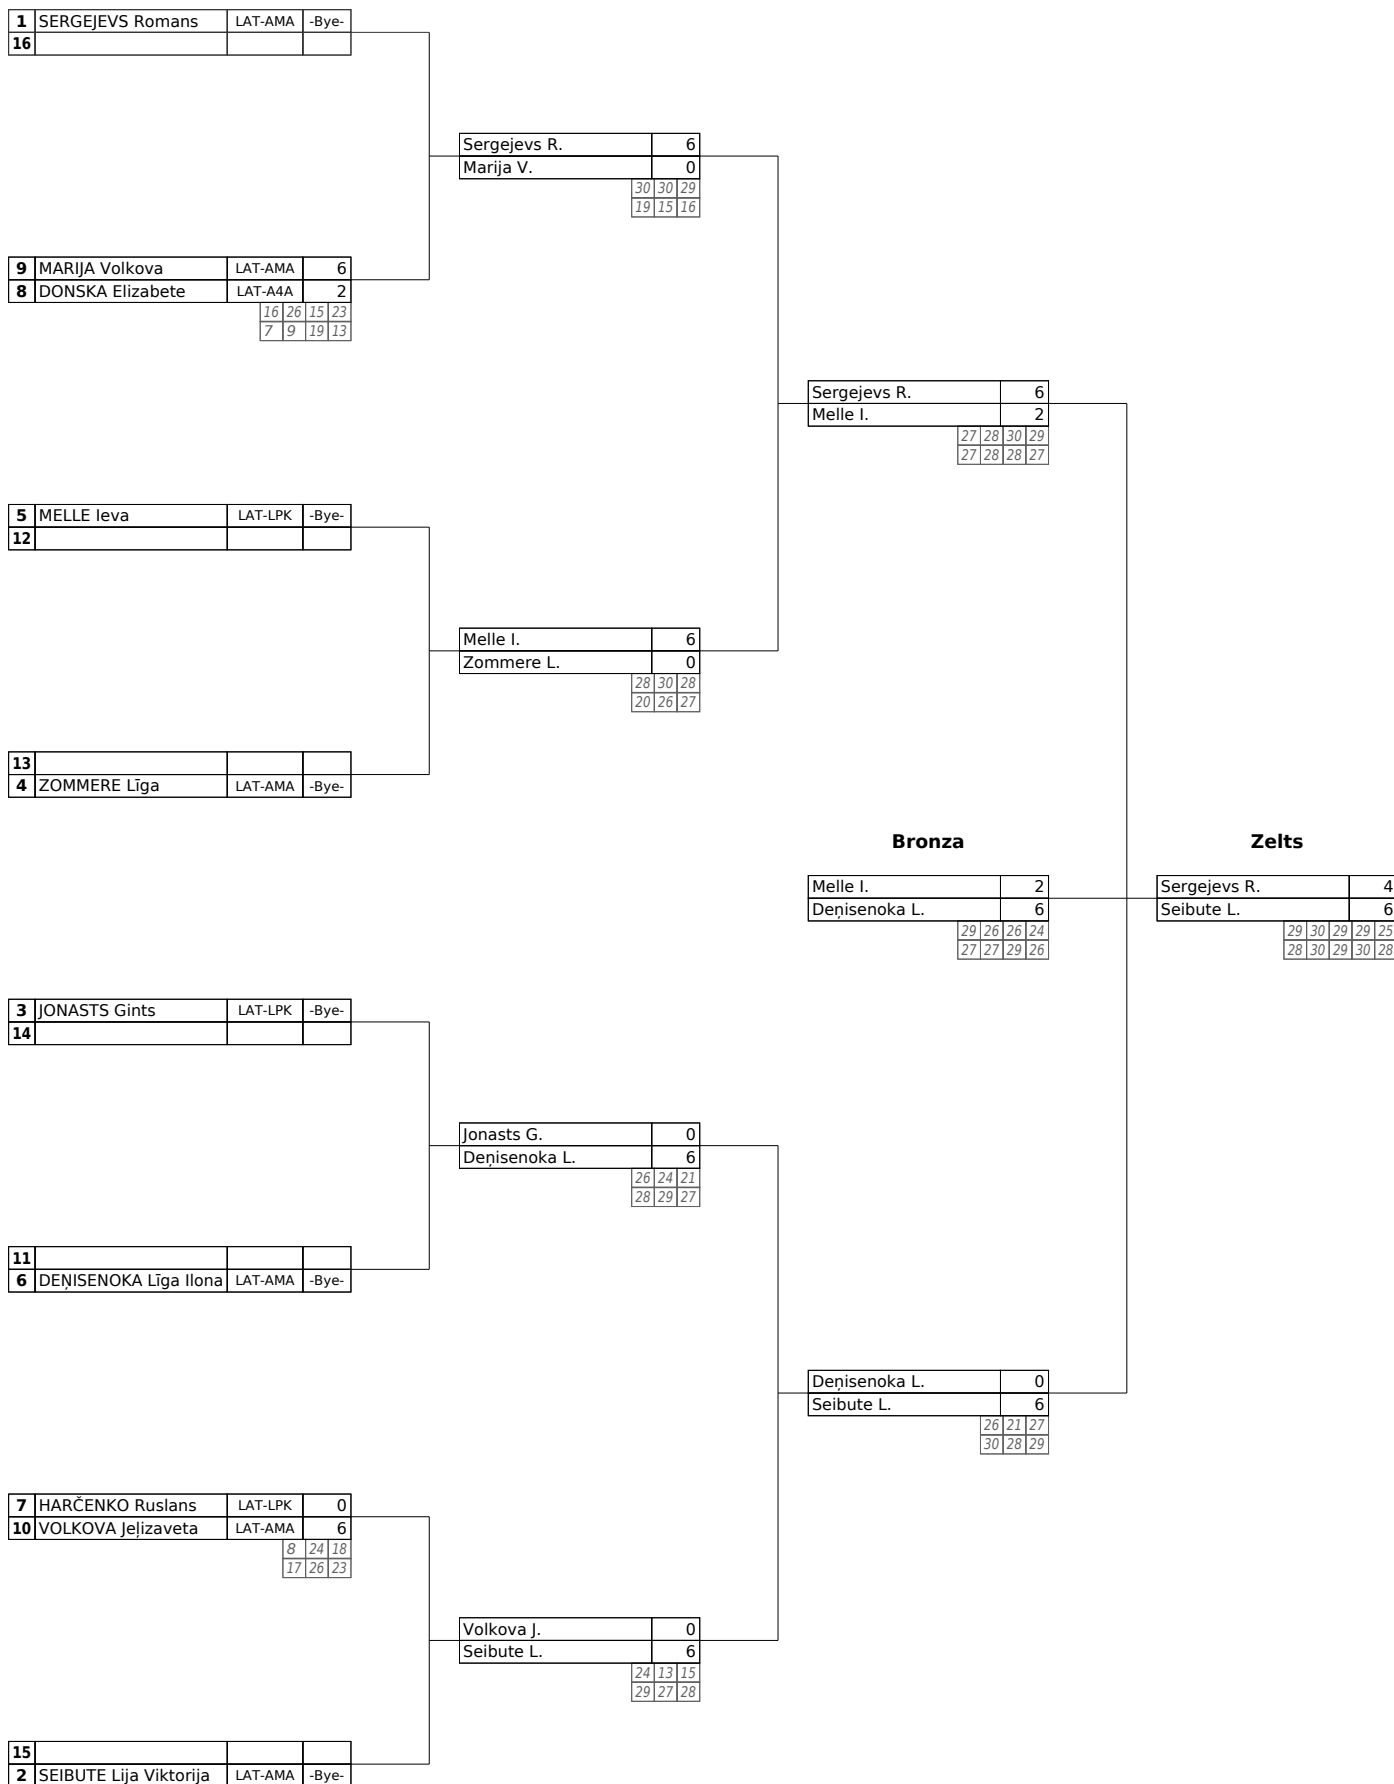 1 SERGEJEVS Romans LAT-AMA -Bye-
16
Sergejevs R. 6
Marija V. 0
30 30 29
19 15 16
9 MARIJA Volkova LAT-AMA 6
8 DONSKA Elizabete LAT-A4A 2
16 26 15 23
7 9 19 13
Sergejevs R. 6
Melle I. 2
27 28 30 29
27 28 28 27
5 MELLE Ieva LAT-LPK -Bye-
12
Melle I. 6
Zommere L. 0
28 30 28
20 26 27
13
4 ZOMMERE Līga LAT-AMA -Bye-
Bronza Zelts
Melle I. 2 Sergejevs R. 4
Deņisenoka L. 6 Seibute L. 6
29 26 26 24 29 30 29 29 25
27 27 29 26 28 30 29 30 28
3 JONASTS Gints LAT-LPK -Bye-
14
Jonasts G. 0
Deņisenoka L. 6
26 24 21
28 29 27
11
6 DEŅISENOKA Līga Ilona LAT-AMA -Bye-
Deņisenoka L. 0
Seibute L. 6
26 21 27
30 28 29
7 HARČENKO Ruslans LAT-LPK 0
10 VOLKOVA Jeļizaveta LAT-AMA 6
8 24 18
17 26 23
Volkova J. 0
Seibute L. 6
24 13 15
29 27 28
15
2 SEIBUTE Lija Viktorija LAT-AMA -Bye-